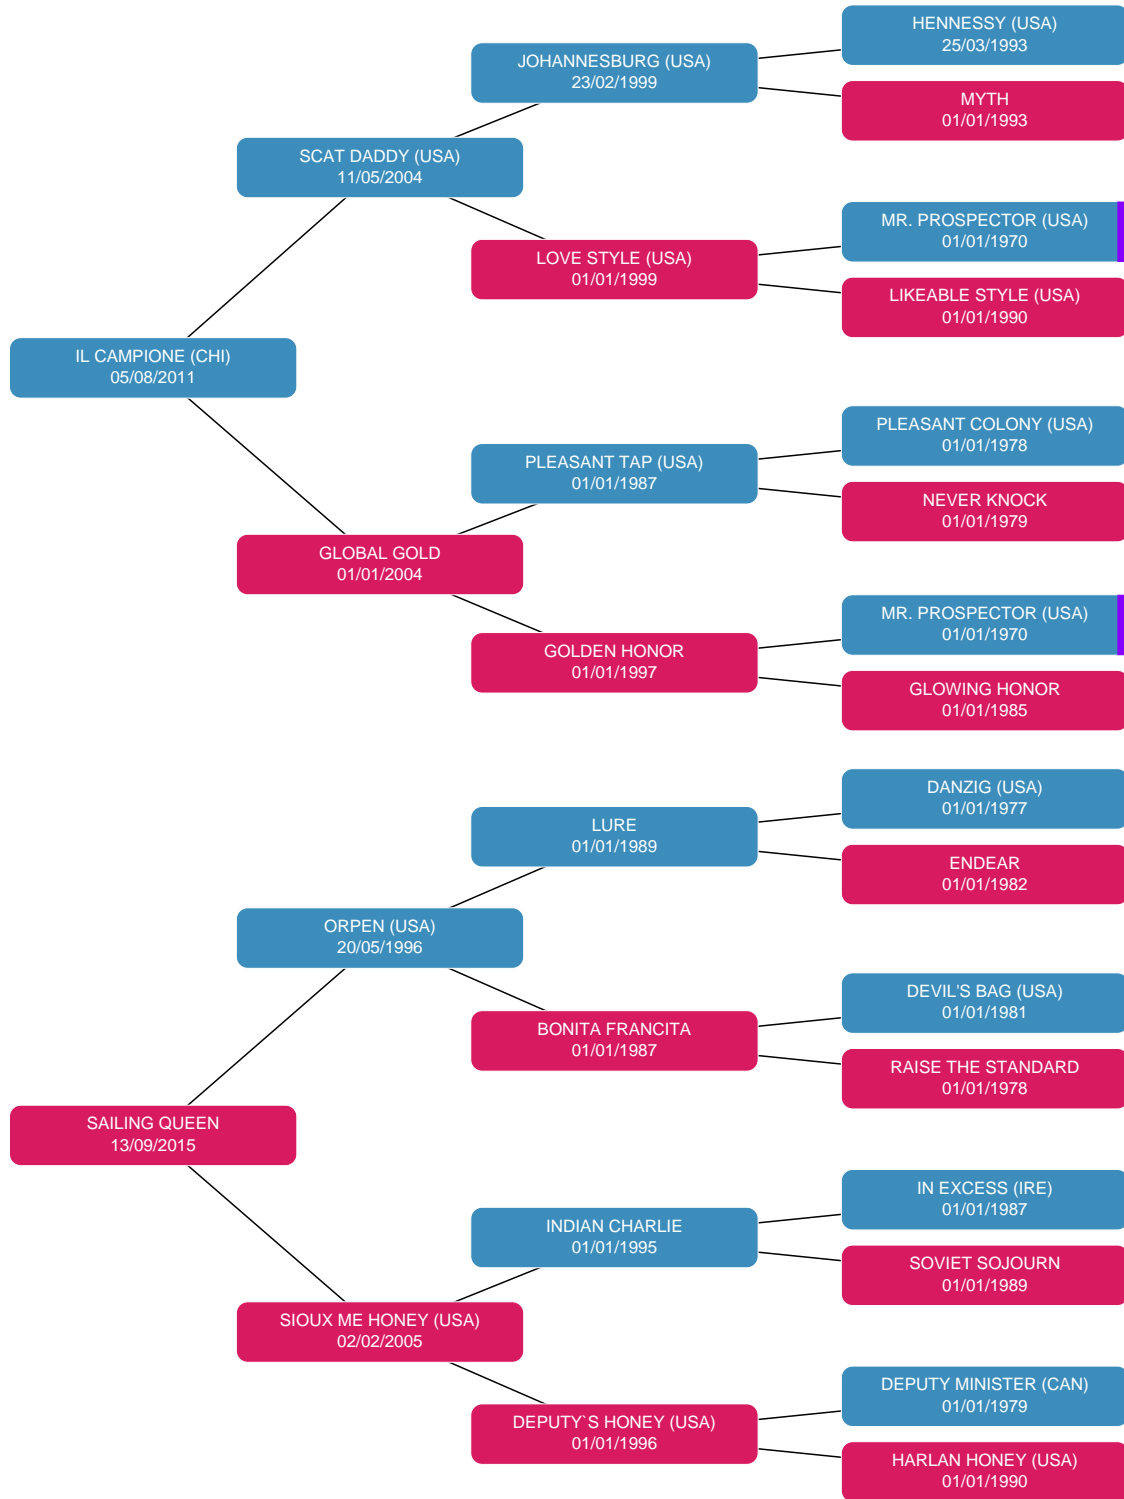 HENNESSY (USA)
25/03/1993
JOHANNESBURG (USA)
23/02/1999
MYTH
01/01/1993
SCAT DADDY (USA)
11/05/2004
MR. PROSPECTOR (USA)
01/01/1970
LOVE STYLE (USA)
01/01/1999
LIKEABLE STYLE (USA)
01/01/1990
IL CAMPIONE (CHI)
05/08/2011
PLEASANT COLONY (USA)
01/01/1978
PLEASANT TAP (USA)
01/01/1987
NEVER KNOCK
01/01/1979
GLOBAL GOLD
01/01/2004
MR. PROSPECTOR (USA)
01/01/1970
GOLDEN HONOR
01/01/1997
GLOWING HONOR
01/01/1985
DANZIG (USA)
01/01/1977
LURE
01/01/1989
ENDEAR
01/01/1982
ORPEN (USA)
20/05/1996
DEVIL'S BAG (USA)
01/01/1981
BONITA FRANCITA
01/01/1987
RAISE THE STANDARD
01/01/1978
SAILING QUEEN
13/09/2015
IN EXCESS (IRE)
01/01/1987
INDIAN CHARLIE
01/01/1995
SOVIET SOJOURN
01/01/1989
SIOUX ME HONEY (USA)
02/02/2005
DEPUTY MINISTER (CAN)
01/01/1979
DEPUTY`S HONEY (USA)
01/01/1996
HARLAN HONEY (USA)
01/01/1990